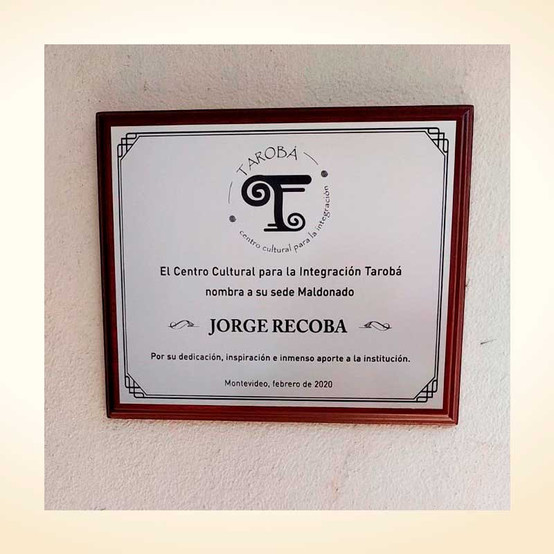 TAROBÁ
centro cultural para la integración
El Centro Cultural para la Integración Tarobá
nombra a su sede Maldonado
JORGE RECOBA
Por su dedicación, inspiración e inmenso aporte a la institución.
Montevideo, febrero de 2020